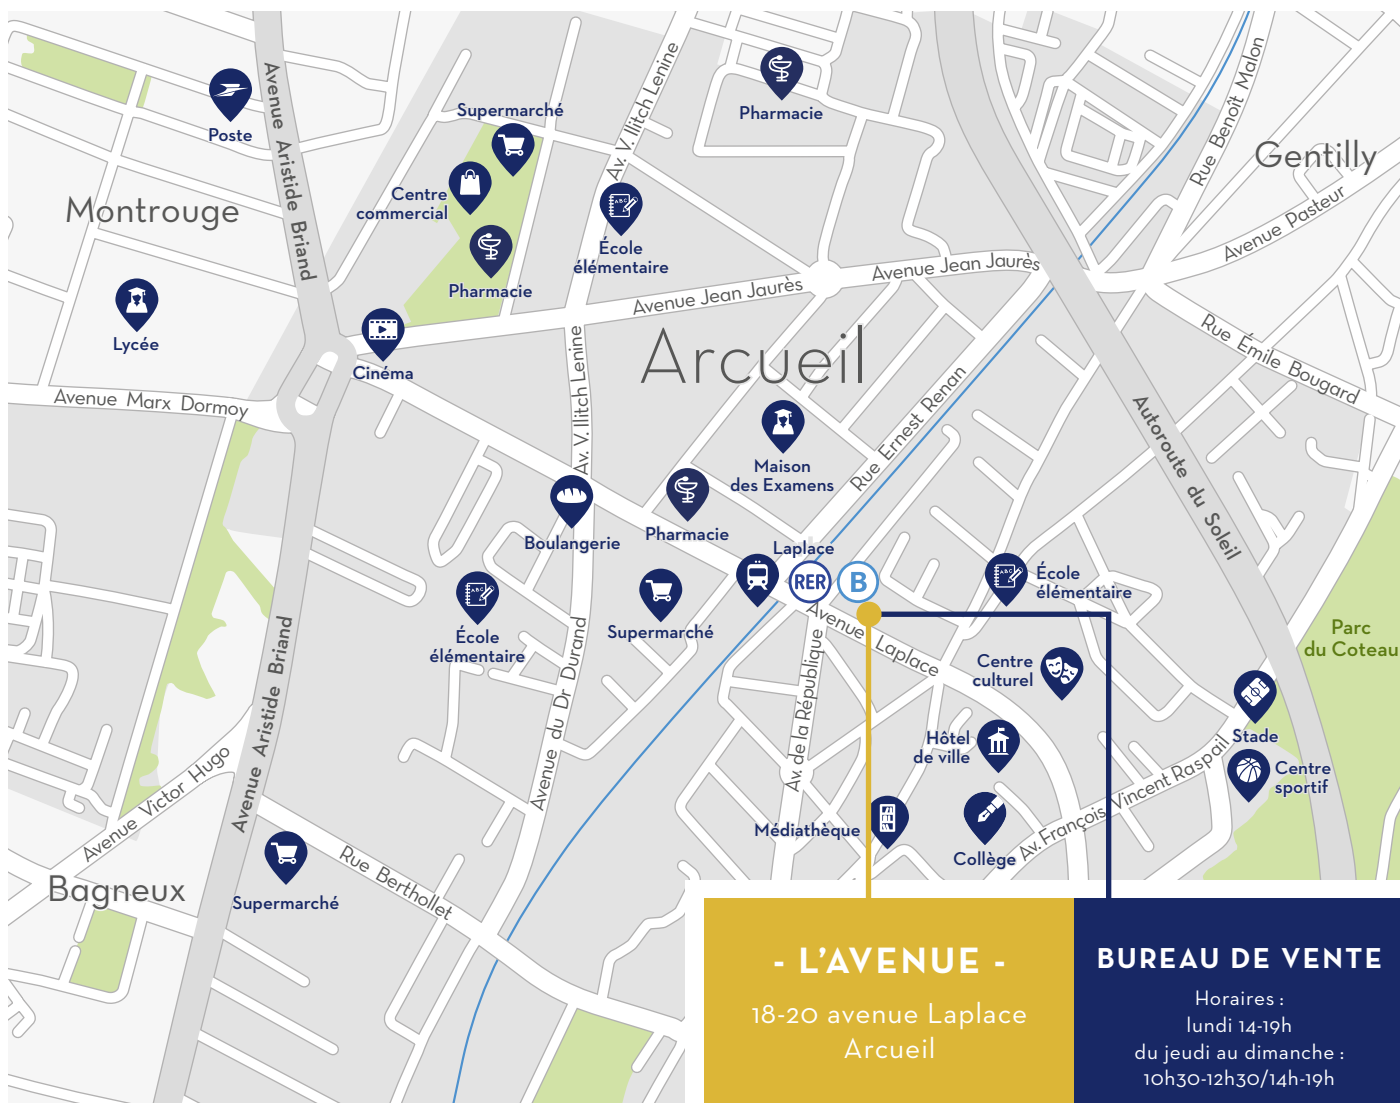 Avenue Aristide Briand
Poste
Supermarché
Av. V. Ilitch Lenine
Pharmacie
Rue Benoît Malon
Gentilly
Montrouge
Centre
commercial
École
élémentaire
Avenue Pasteur
Pharmacie
Avenue Jean Jaurès
Avenue Jean Jaurès
Lycée
Cinéma
Av. V. Ilitch Lenine
Arcueil
Rue Émile Bougard
Avenue Marx Dormoy
Rue Ernest Renan
Autoroute du Soleil
Maison
des Examens
Boulangerie
Pharmacie
Laplace
RER
B
École
élémentaire
ABC
ABC
ABC
École
élémentaire
Supermarché
Avenue Laplace
Parc
du Coteau
Avenue Aristide Briand
Avenue du Dr Durand
Av. de la République
Centre
culturel
Hôtel
de ville
Stade
Centre
sportif
Avenue Victor Hugo
Av. François Vincent Raspail
Médiathèque
Collège
Bagneux
Supermarché
Rue Berthollet
- L'AVENUE -
18-20 avenue Laplace
Arcueil
BUREAU DE VENTE
Horaires :
lundi 14-19h
du jeudi au dimanche :
10h30-12h30/14h-19h